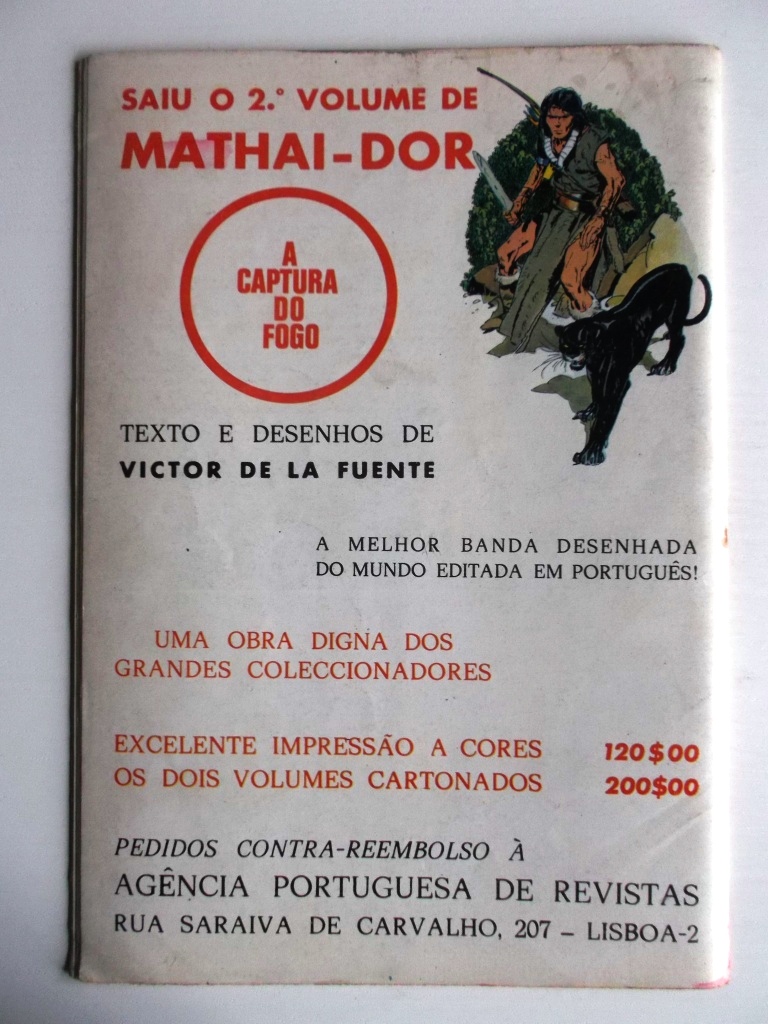 SAIU O 2.º VOLUME DE
MATHAI-DOR
A
CAPTURA
DO
FOGO
TEXTO E DESENHOS DE
VICTOR DE LA FUENTE
A MELHOR BANDA DESENHADA
DO MUNDO EDITADA EM PORTUGUÊS!
UMA OBRA DIGNA DOS
GRANDES COLECCIONADORES
EXCELENTE IMPRESSÃO A CORES 120$00
OS DOIS VOLUMES CARTONADOS 200$00
PEDIDOS CONTRA-REEMBOLSO À
AGÊNCIA PORTUGUESA DE REVISTAS
RUA SARAIVA DE CARVALHO, 207 – LISBOA-2